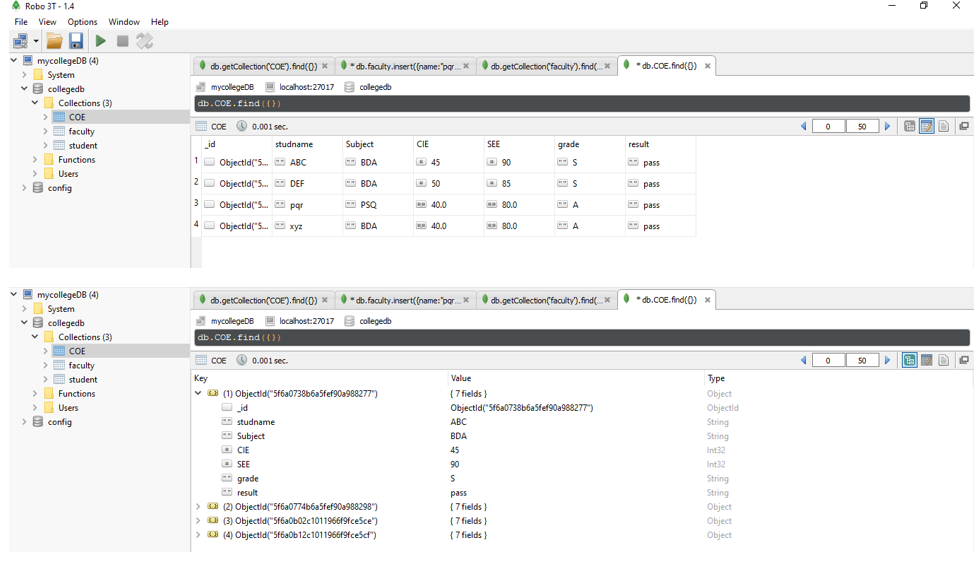 Robo 3T - 1.4
File View Options Window Help
mycollegeDB (4)
System
collegedb
Collections (3)
COE
faculty
student
Functions
Users
config
db.getCollection('COE').find({}) * db.faculty.insert({name:"pqr... db.getCollection('faculty').find(... * db.COE.find({})
mycollegeDB localhost:27017 collegedb
db.COE.find({})
COE 0.001 sec. 0 50
_id studname Subject CIE SEE grade result
1 ObjectId("5... ABC BDA 45 90 S pass
2 ObjectId("5... DEF BDA 50 85 S pass
3 ObjectId("5... pqr PSQ 40.0 80.0 A pass
4 ObjectId("5... xyz BDA 40.0 80.0 A pass
mycollegeDB (4)
System
collegedb
Collections (3)
COE
faculty
student
Functions
Users
config
db.getCollection('COE').find({}) * db.faculty.insert({name:"pqr... db.getCollection('faculty').find(... * db.COE.find({})
mycollegeDB localhost:27017 collegedb
db.COE.find({})
COE 0.001 sec. 0 50
Key Value Type
(1) ObjectId("5f6a0738b6a5fef90a988277") { 7 fields } Object
_id ObjectId("5f6a0738b6a5fef90a988277") ObjectId
studname ABC String
Subject BDA String
CIE 45 Int32
SEE 90 Int32
grade S String
result pass String
(2) ObjectId("5f6a0774b6a5fef90a988298") { 7 fields } Object
(3) ObjectId("5f6a0b02c1011966f9fce5ce") { 7 fields } Object
(4) ObjectId("5f6a0b12c1011966f9fce5cf") { 7 fields } Object